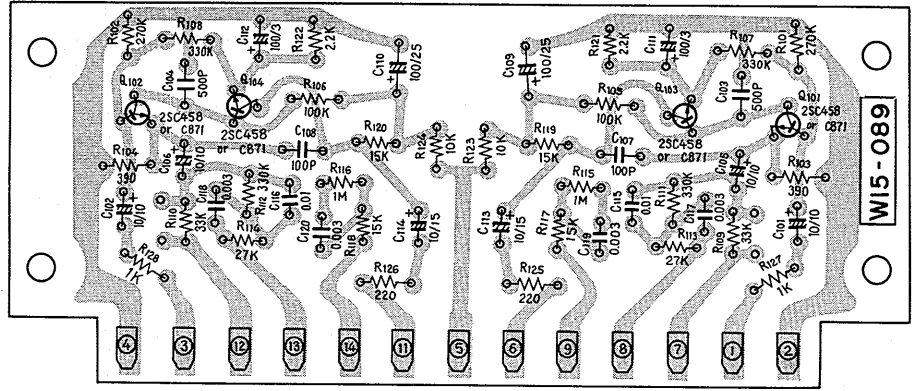 R102
270K
R108
330K
C112
100/3
R122
2.2K
C110
100/25
C109
100/25
R121
2.2K
C111
100/3
R107
330K
R101
270K
Q102
C104
500P
Q104
R106
100K
R105
100K
Q103
C103
500P
Q101
2SC458
or C871
2SC458
or C871
C108
100P
R120
15K
R124
10K
R123
10K
R119
15K
C107
100P
2SC458
or C871
2SC458
or C871
R104
390
C106
10/10
C118
0.003
R112
330K
C116
0.01
R116
1M
R115
1M
C115
0.01
R111
330K
C117
0.003
C105
10/10
R103
390
C102
10/10
R110
33K
R114
27K
C120
0.003
R118
15K
C114
10/15
C113
10/15
R117
15K
C119
0.003
R113
27K
R109
33K
C101
10/10
R128
1K
R126
220
R125
220
R127
1K
W15-089
4 3 12 13 14 11 5 6 9 8 7 1 2